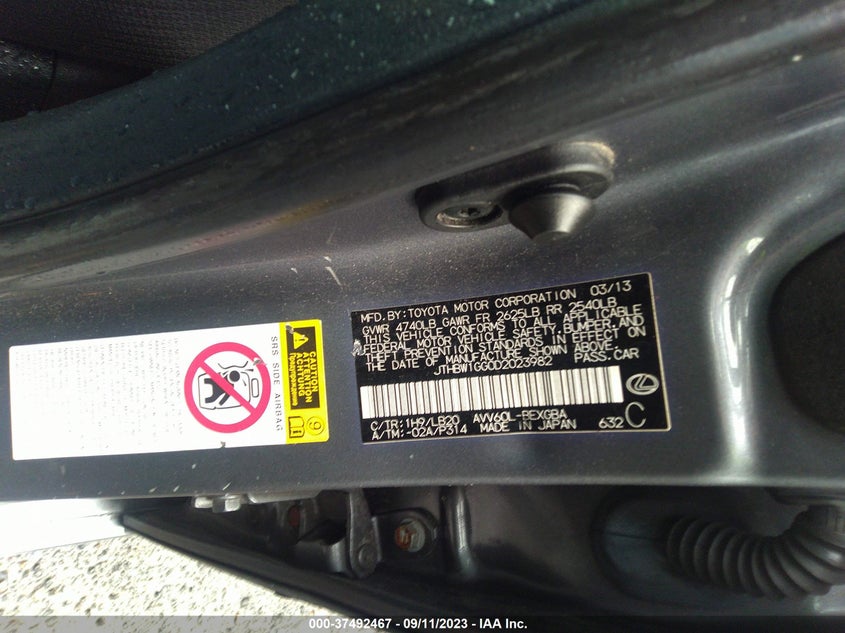 MFD. BY: TOYOTA MOTOR CORPORATION 03/13
GVWR 4740LB GAWR FR 2625LB RR 2540LB
THIS VEHICLE CONFORMS TO ALL APPLICABLE
FEDERAL MOTOR VEHICLE SAFETY, BUMPER, AND
THEFT PREVENTION STANDARDS IN EFFECT ON
THE DATE OF MANUFACTURE SHOWN ABOVE.
JTHBW1GG0D2023982 PASS. CAR
C/TR: 1H9/LB20 AVV60L-BEXGBA
A/TM: -02A/P314 MADE IN JAPAN 632 C
CAUTION
ATTENTION
ACHTUNG
SRS SIDE AIRBAG
000-37492467 - 09/11/2023 - IAA Inc.